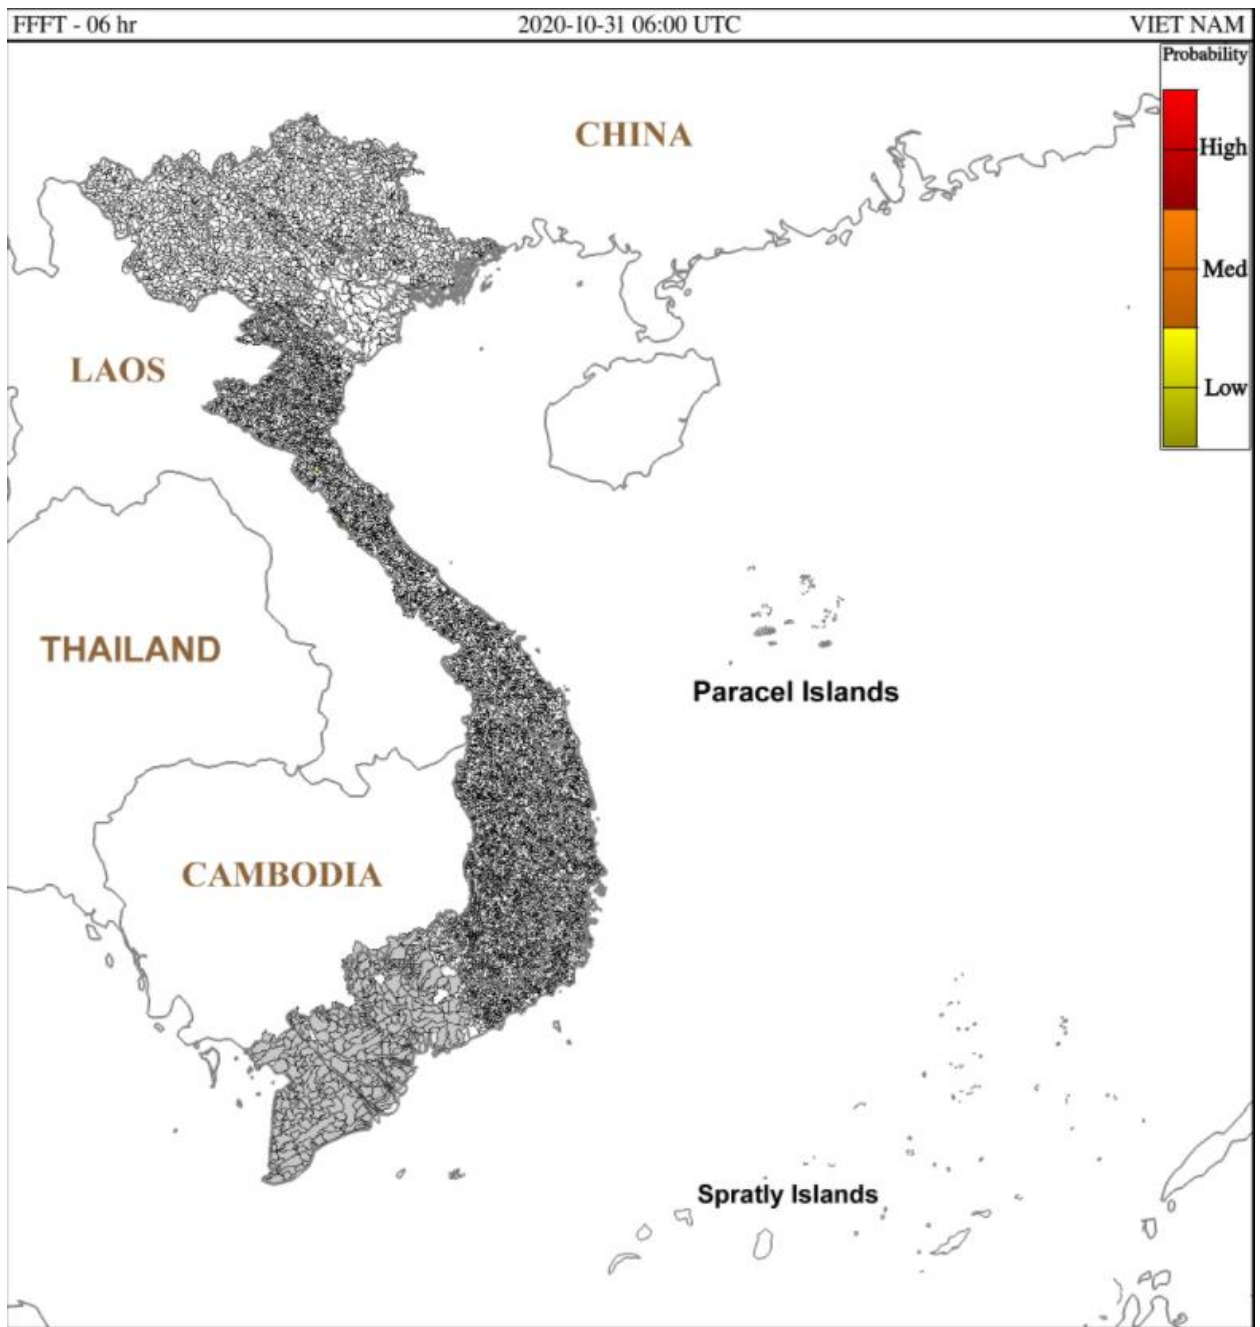 FFFT - 06 hr 2020-10-31 06:00 UTC VIET NAM
Probability
CHINA
High
Med
LAOS
Low
THAILAND
Paracel Islands
CAMBODIA
Spratly Islands